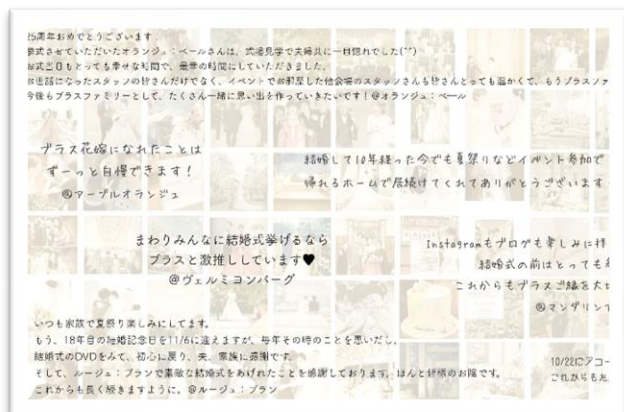 25周年おめでとうございます
挙式させていただいたオランジュ：ベールさんは、式場見学で夫婦共に一目惚れでした(^^)
お式当日もとっても幸せな時間で、最高の時間にしていただきました。
お世話になったスタッフの皆さんだけでなく、イベントでお邪魔した他会場のスタッフさんも皆さんとっても温かくて、もうブラスファ
今後もブラスファミリーとして、たくさん一緒に思い出を作っていきたいです！@オランジュ：ベール
ブラス花嫁になれたことは
ずーっと自慢できます！
@アーブルオランジュ
結婚して10年経った今でも夏祭りなどイベント参加で
帰れるホームで居続けてくれてありがとうございます
まわりみんなに結婚式挙げるなら
ブラスと激推ししています♥
@ヴェルミヨンバーグ
Instagramもブログも楽しみに拝
結婚式の前はとっても
これからもブラスご縁を大
@マンダリン
いつも家族で夏祭り楽しみにしてます。
もう、18年目の結婚記念日を11/6に迎えますが、毎年その時のことを思いだし、
結婚式のDVDをみて、初心に戻り、夫、家族に感謝です。
そして、ルージュ：ブランで素敵な結婚式をあげれたことを感謝しております。ほんと皆様のお陰です。
これからも長く続きますように。@ルージュ：ブラン
10/22にアコー
これからもた